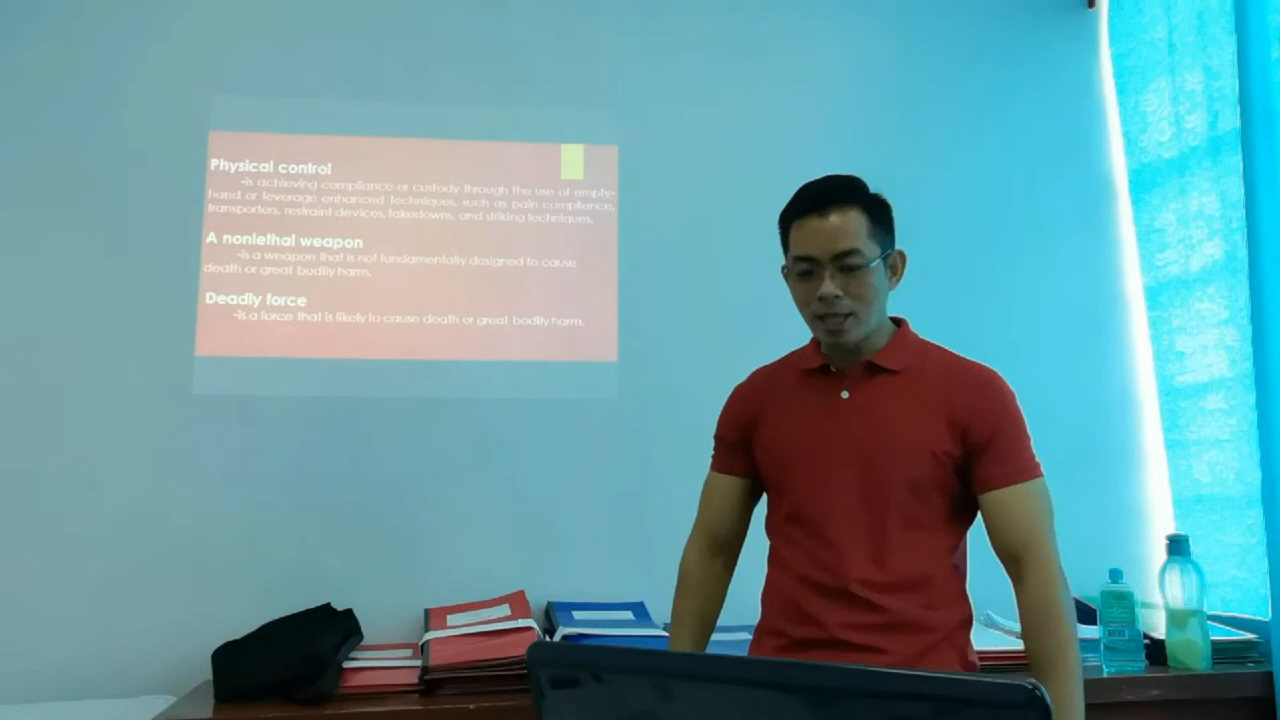 Physical control
-is achieving compliance or custody through the use of empty-
hand or leverage enhanced techniques, such as pain compliance,
transporters, restraint devices, takedowns, and striking techniques.
A nonlethal weapon
-is a weapon that is not fundamentally designed to cause
death or great bodily harm.
Deadly force
-is a force that is likely to cause death or great bodily harm.